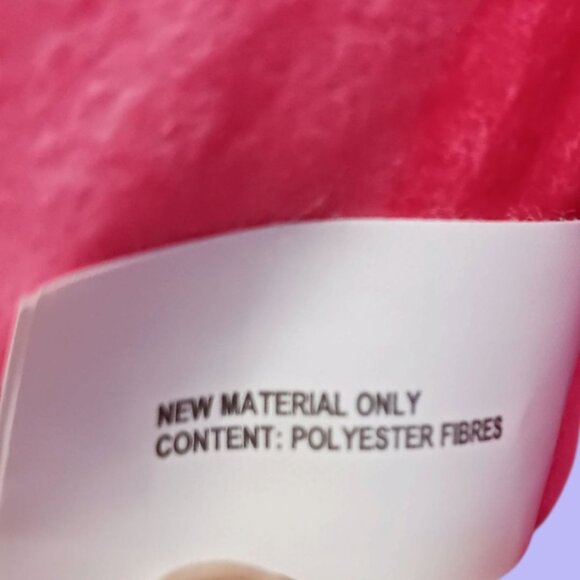 NEW MATERIAL ONLY
CONTENT: POLYESTER FIBRES